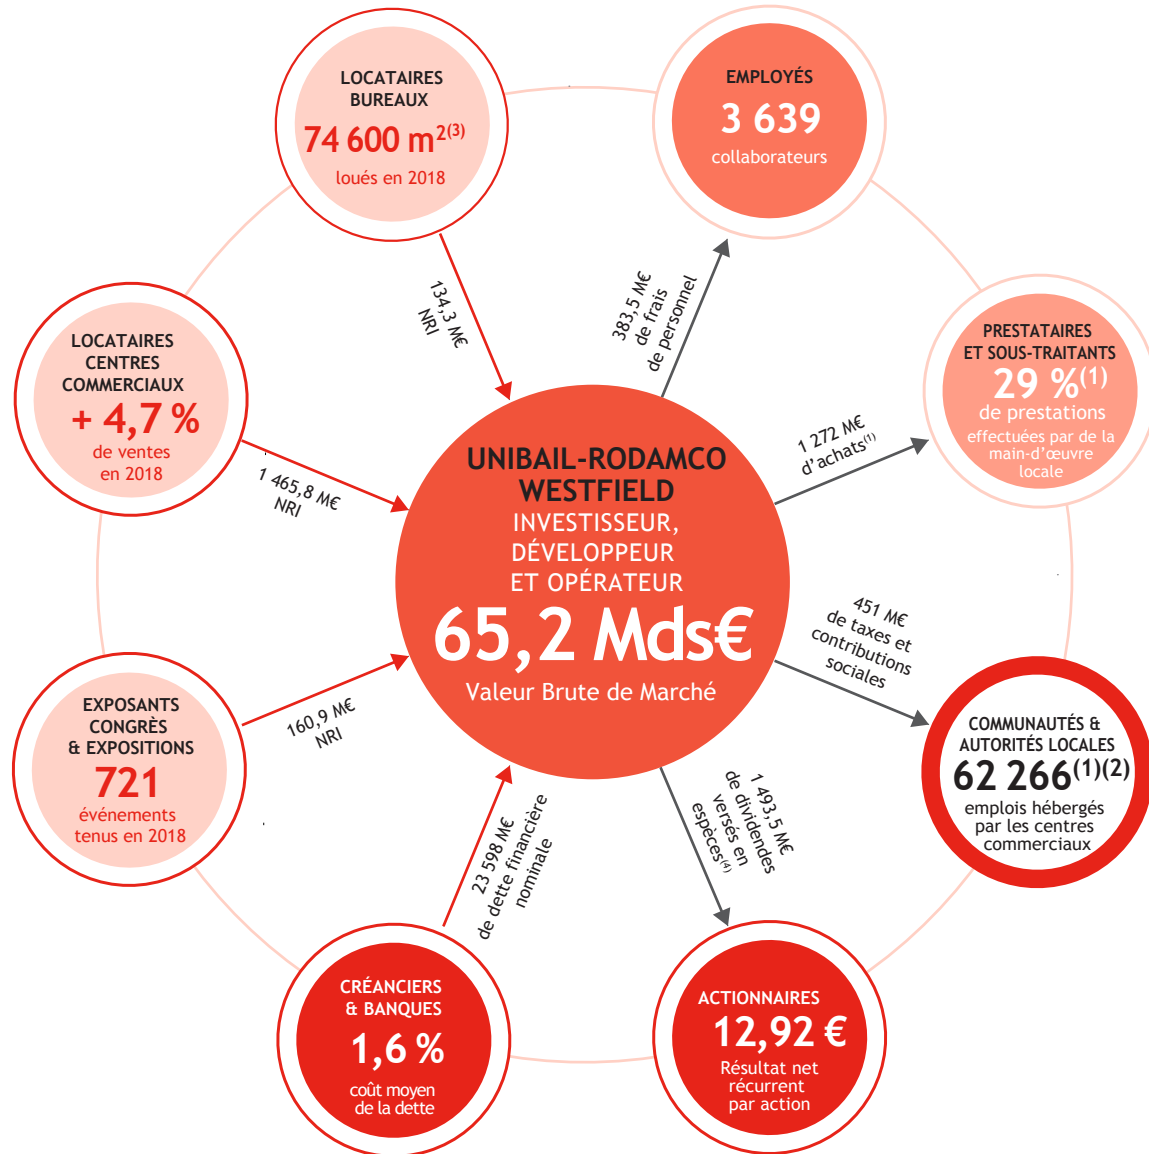 LOCATAIRES
BUREAUX
74 600 m²⁽³⁾
loués en 2018
EMPLOYÉS
3 639
collaborateurs
134,3 M€
NRI
383,5 M€
de frais
de personnel
LOCATAIRES
CENTRES
COMMERCIAUX
+ 4,7 %
de ventes
en 2018
PRESTATAIRES
ET SOUS-TRAITANTS
29 %⁽¹⁾
de prestations
effectuées par de la
main-d’œuvre
locale
1 465,8 M€
NRI
1 272 M€
d’achats⁽¹⁾
UNIBAIL-RODAMCO
WESTFIELD
INVESTISSEUR,
DÉVELOPPEUR
ET OPÉRATEUR
65,2 Mds€
Valeur Brute de Marché
EXPOSANTS
CONGRÈS
& EXPOSITIONS
721
événements
tenus en 2018
160,9 M€
NRI
451 M€
de taxes et
contributions
sociales
COMMUNAUTÉS &
AUTORITÉS LOCALES
62 266⁽¹⁾⁽²⁾
emplois hébergés
par les centres
commerciaux
23 598 M€
de dette financière
nominale
1 493,5 M€
de dividendes
versés en
espèces⁽⁴⁾
CRÉANCIERS
& BANQUES
1,6 %
coût moyen
de la dette
ACTIONNAIRES
12,92 €
Résultat net
récurrent
par action